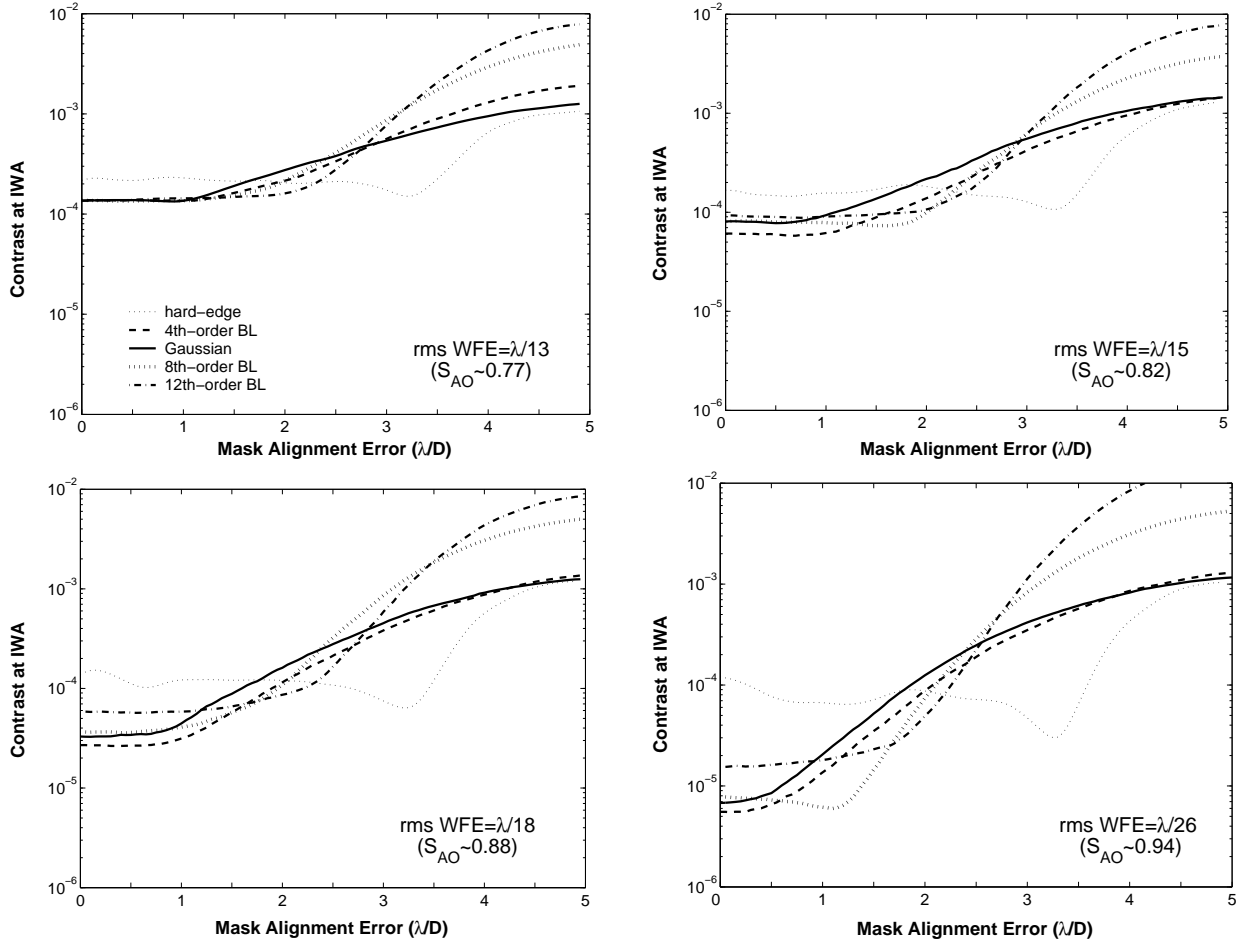 10⁻²
10⁻³
10⁻⁴
10⁻⁵
10⁻⁶
Contrast at IWA
hard−edge
4th−order BL
Gaussian
8th−order BL
12th−order BL
rms WFE=λ/13
(S_AO~0.77)
0 1 2 3 4 5
Mask Alignment Error (λ/D)
10⁻²
10⁻³
10⁻⁴
10⁻⁵
10⁻⁶
Contrast at IWA
rms WFE=λ/15
(S_AO~0.82)
0 1 2 3 4 5
Mask Alignment Error (λ/D)
10⁻²
10⁻³
10⁻⁴
10⁻⁵
10⁻⁶
Contrast at IWA
rms WFE=λ/18
(S_AO~0.88)
0 1 2 3 4 5
Mask Alignment Error (λ/D)
10⁻²
10⁻³
10⁻⁴
10⁻⁵
10⁻⁶
Contrast at IWA
rms WFE=λ/26
(S_AO~0.94)
0 1 2 3 4 5
Mask Alignment Error (λ/D)